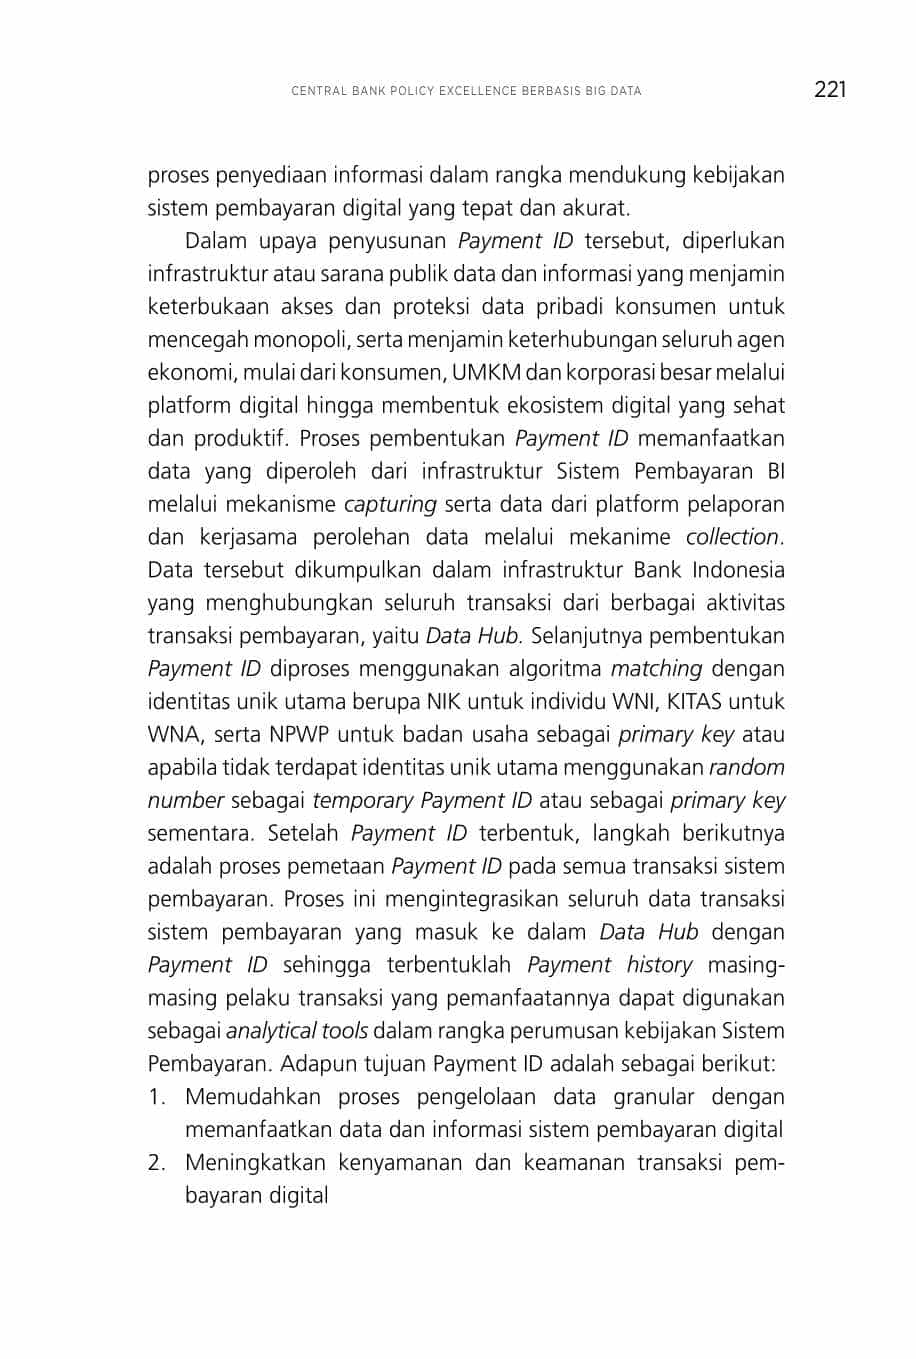 CENTRAL BANK POLICY EXCELLENCE BERBASIS BIG DATA 221
proses penyediaan informasi dalam rangka mendukung kebijakan
sistem pembayaran digital yang tepat dan akurat.
Dalam upaya penyusunan Payment ID tersebut, diperlukan
infrastruktur atau sarana publik data dan informasi yang menjamin
keterbukaan akses dan proteksi data pribadi konsumen untuk
mencegah monopoli, serta menjamin keterhubungan seluruh agen
ekonomi, mulai dari konsumen, UMKM dan korporasi besar melalui
platform digital hingga membentuk ekosistem digital yang sehat
dan produktif. Proses pembentukan Payment ID memanfaatkan
data yang diperoleh dari infrastruktur Sistem Pembayaran BI
melalui mekanisme capturing serta data dari platform pelaporan
dan kerjasama perolehan data melalui mekanime collection.
Data tersebut dikumpulkan dalam infrastruktur Bank Indonesia
yang menghubungkan seluruh transaksi dari berbagai aktivitas
transaksi pembayaran, yaitu Data Hub. Selanjutnya pembentukan
Payment ID diproses menggunakan algoritma matching dengan
identitas unik utama berupa NIK untuk individu WNI, KITAS untuk
WNA, serta NPWP untuk badan usaha sebagai primary key atau
apabila tidak terdapat identitas unik utama menggunakan random
number sebagai temporary Payment ID atau sebagai primary key
sementara. Setelah Payment ID terbentuk, langkah berikutnya
adalah proses pemetaan Payment ID pada semua transaksi sistem
pembayaran. Proses ini mengintegrasikan seluruh data transaksi
sistem pembayaran yang masuk ke dalam Data Hub dengan
Payment ID sehingga terbentuklah Payment history masing-
masing pelaku transaksi yang pemanfaatannya dapat digunakan
sebagai analytical tools dalam rangka perumusan kebijakan Sistem
Pembayaran. Adapun tujuan Payment ID adalah sebagai berikut:
1. Memudahkan proses pengelolaan data granular dengan
memanfaatkan data dan informasi sistem pembayaran digital
2. Meningkatkan kenyamanan dan keamanan transaksi pem-
bayaran digital